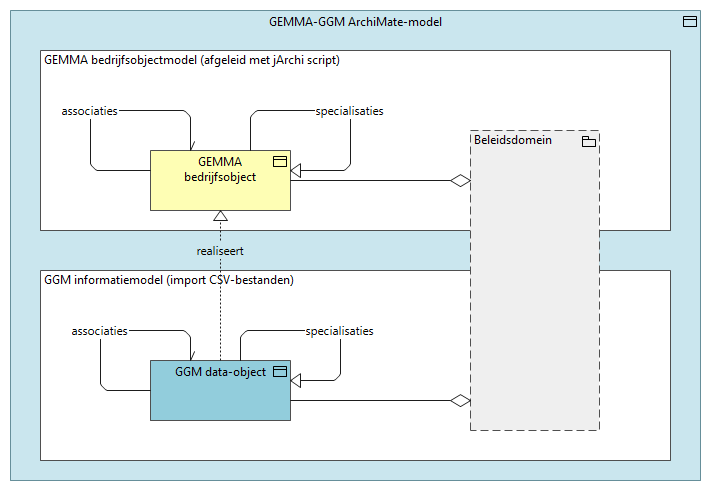 GEMMA-GGM ArchiMate-model
GEMMA bedrijfsobjectmodel (afgeleid met jArchi script)
associaties
specialisaties
Beleidsdomein
GEMMA
bedrijfsobject
realiseert
GGM informatiemodel (import CSV-bestanden)
associaties
specialisaties
GGM data-object